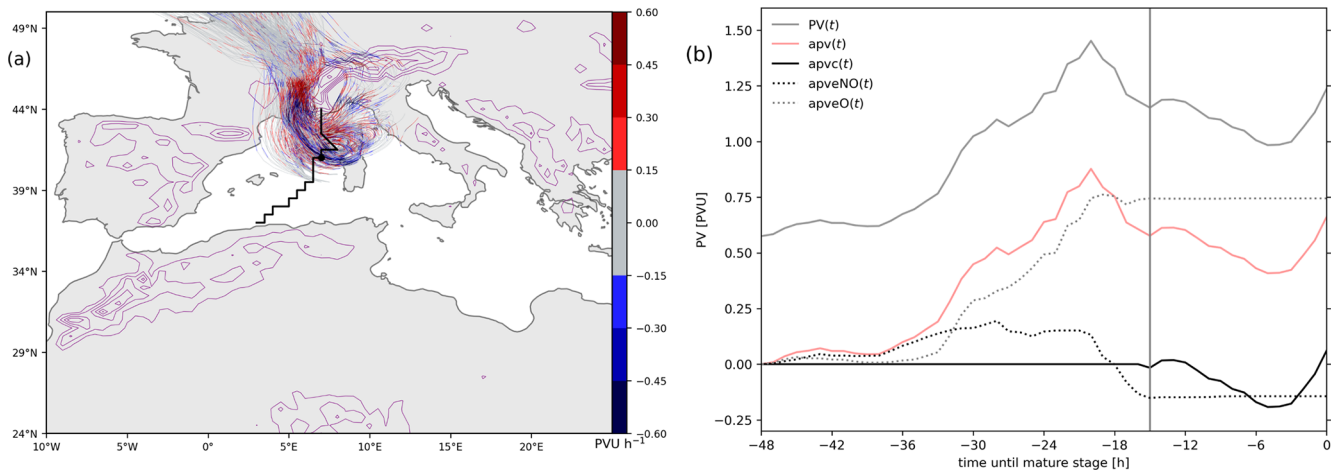 (a)
49°N
44°N
39°N
34°N
29°N
24°N
10°W
5°W
0°W
5°E
10°E
15°E
20°E
0.60
0.45
0.30
0.15
0.00
−0.15
−0.30
−0.45
−0.60
PVU h⁻¹
(b)
PV(t)
apv(t)
apvc(t)
apveNO(t)
apveO(t)
PV [PVU]
1.50
1.25
1.00
0.75
0.50
0.25
0.00
−0.25
−48
−42
−36
−30
−24
−18
−12
−6
0
time until mature stage [h]